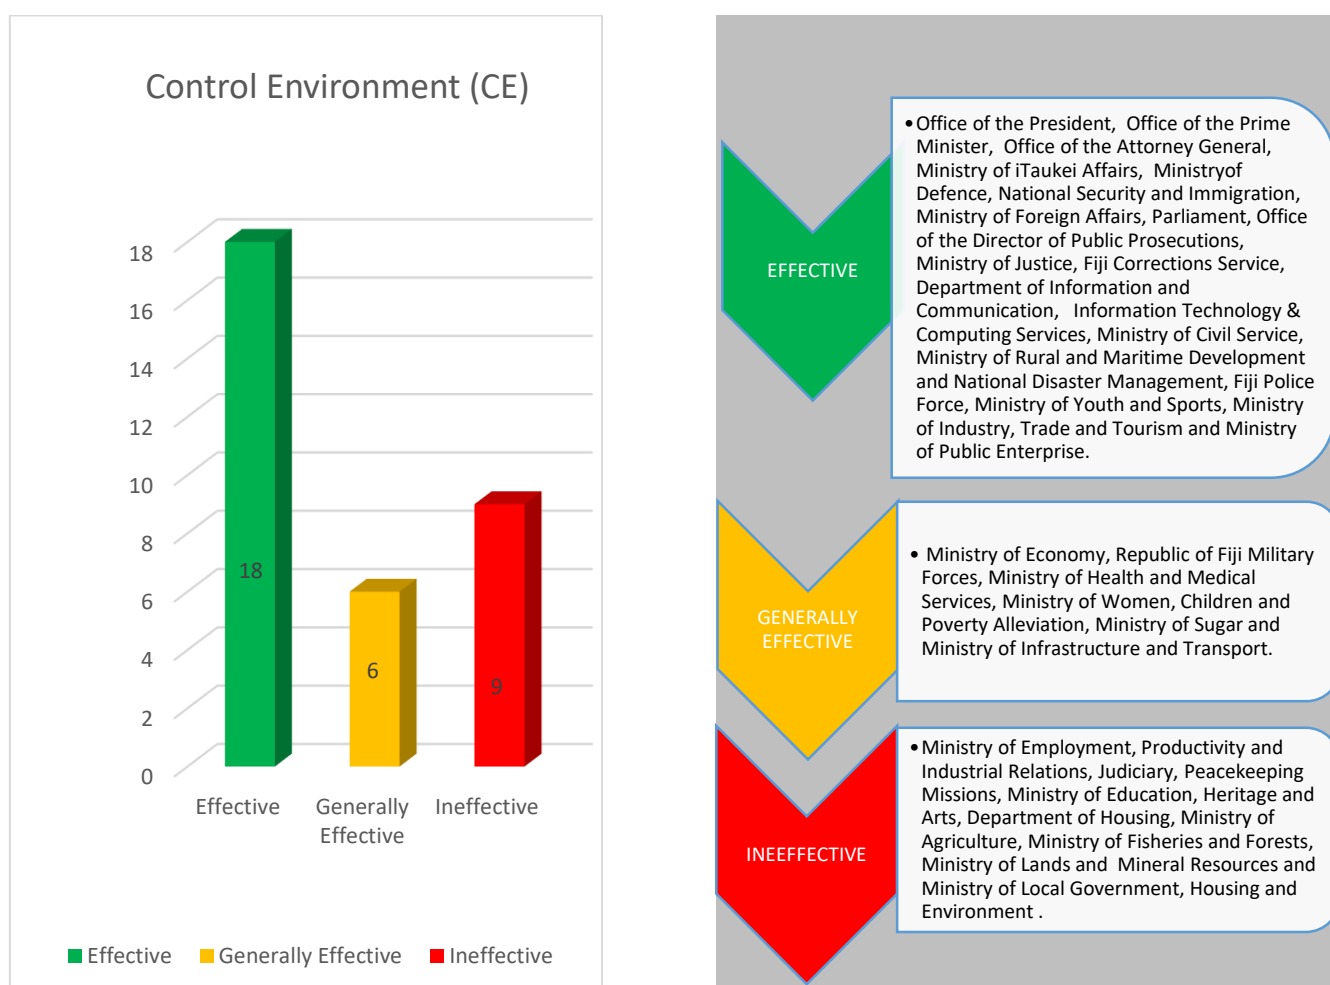 Control Environment (CE)
18
16
14
12
10
8
6
4
2
0
18
6
9
Effective
Generally
Effective
Ineffective
Effective
Generally Effective
Ineffective
EFFECTIVE
•Office of the President, Office of the Prime
Minister, Office of the Attorney General,
Ministry of iTaukei Affairs, Ministryof
Defence, National Security and Immigration,
Ministry of Foreign Affairs, Parliament, Office
of the Director of Public Prosecutions,
Ministry of Justice, Fiji Corrections Service,
Department of Information and
Communication, Information Technology &
Computing Services, Ministry of Civil Service,
Ministry of Rural and Maritime Development
and National Disaster Management, Fiji Police
Force, Ministry of Youth and Sports, Ministry
of Industry, Trade and Tourism and Ministry
of Public Enterprise.
GENERALLY
EFFECTIVE
• Ministry of Economy, Republic of Fiji Military
Forces, Ministry of Health and Medical
Services, Ministry of Women, Children and
Poverty Alleviation, Ministry of Sugar and
Ministry of Infrastructure and Transport.
INEEFFECTIVE
•Ministry of Employment, Productivity and
Industrial Relations, Judiciary, Peacekeeping
Missions, Ministry of Education, Heritage and
Arts, Department of Housing, Ministry of
Agriculture, Ministry of Fisheries and Forests,
Ministry of Lands and Mineral Resources and
Ministry of Local Government, Housing and
Environment .